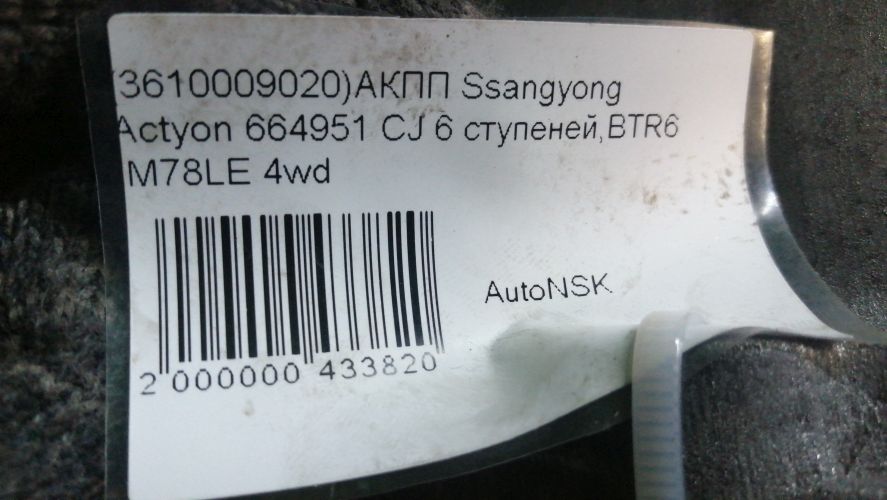 (3610009020)АКПП Ssangyong
Actyon 664951 CJ 6 ступеней,BTR6
M78LE 4wd
AutoNSK
2 000000 433820